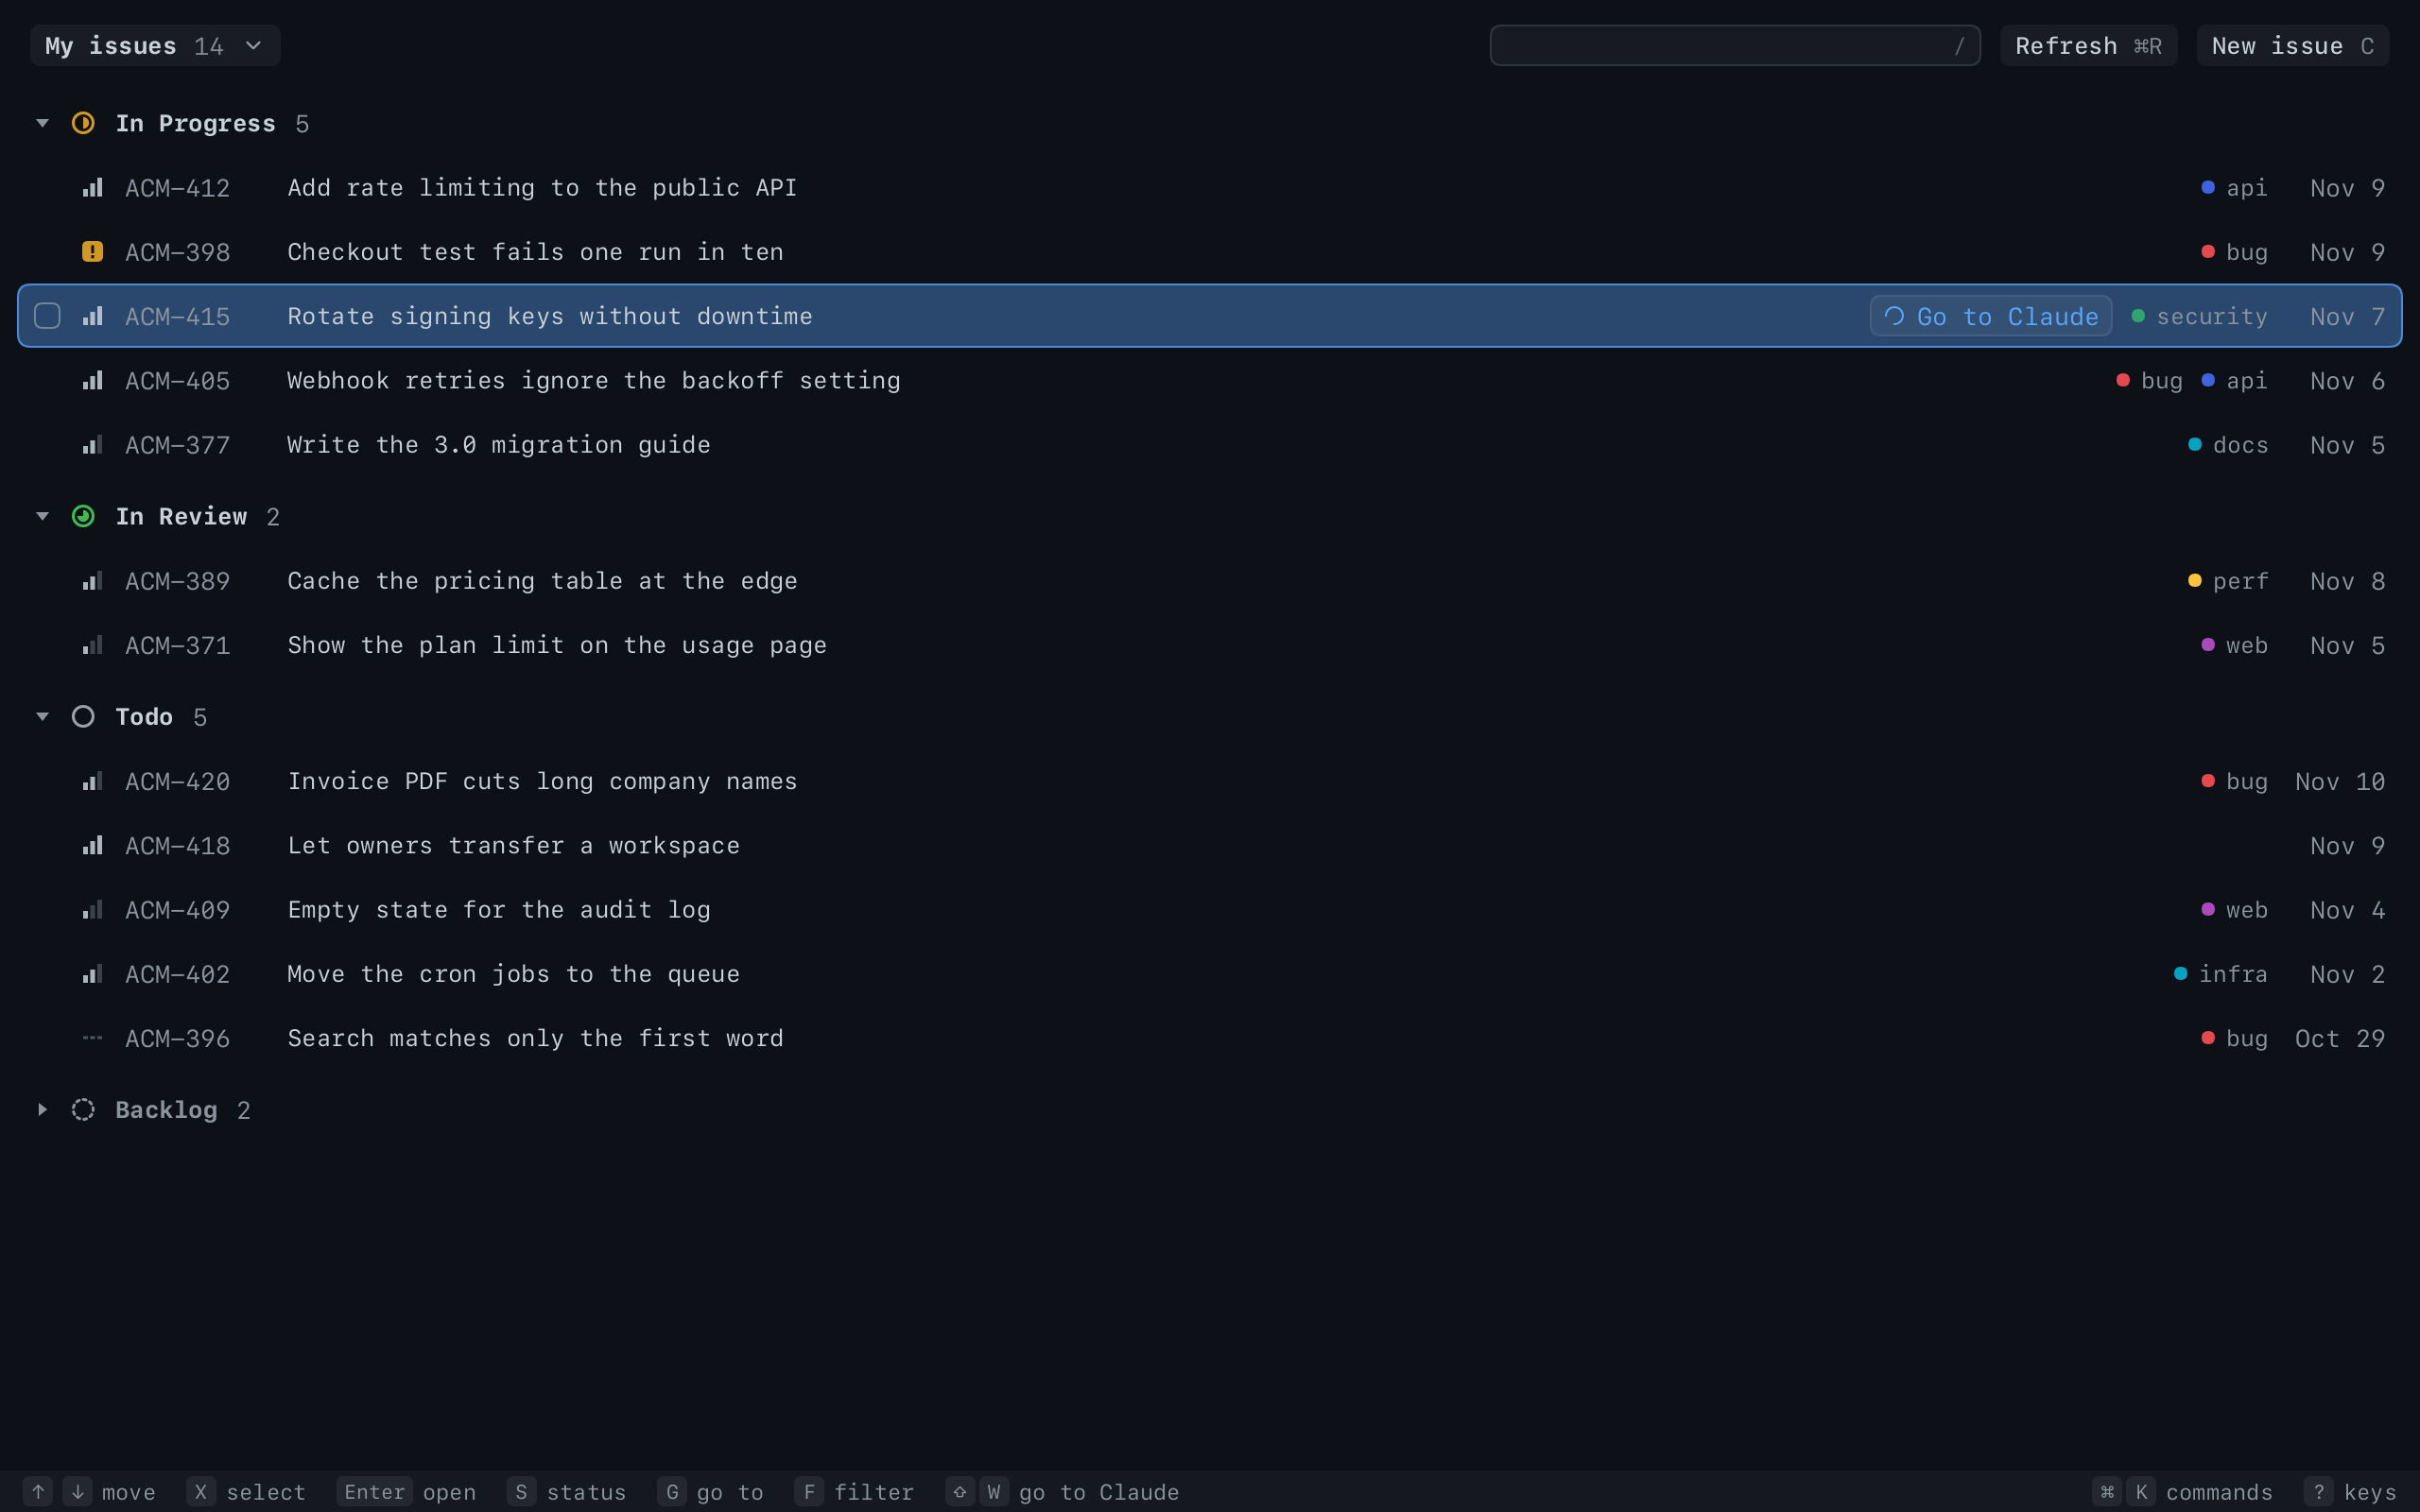 My issues 14 / Refresh ⌘R New issue C
In Progress 5
ACM-412 Add rate limiting to the public API api Nov 9
ACM-398 Checkout test fails one run in ten bug Nov 9
ACM-415 Rotate signing keys without downtime Go to Claude security Nov 7
ACM-405 Webhook retries ignore the backoff setting bug api Nov 6
ACM-377 Write the 3.0 migration guide docs Nov 5
In Review 2
ACM-389 Cache the pricing table at the edge perf Nov 8
ACM-371 Show the plan limit on the usage page web Nov 5
Todo 5
ACM-420 Invoice PDF cuts long company names bug Nov 10
ACM-418 Let owners transfer a workspace Nov 9
ACM-409 Empty state for the audit log web Nov 4
ACM-402 Move the cron jobs to the queue infra Nov 2
ACM-396 Search matches only the first word bug Oct 29
Backlog 2
↑ ↓ move X select Enter open S status G go to F filter ⇧ W go to Claude ⌘ K commands ? keys